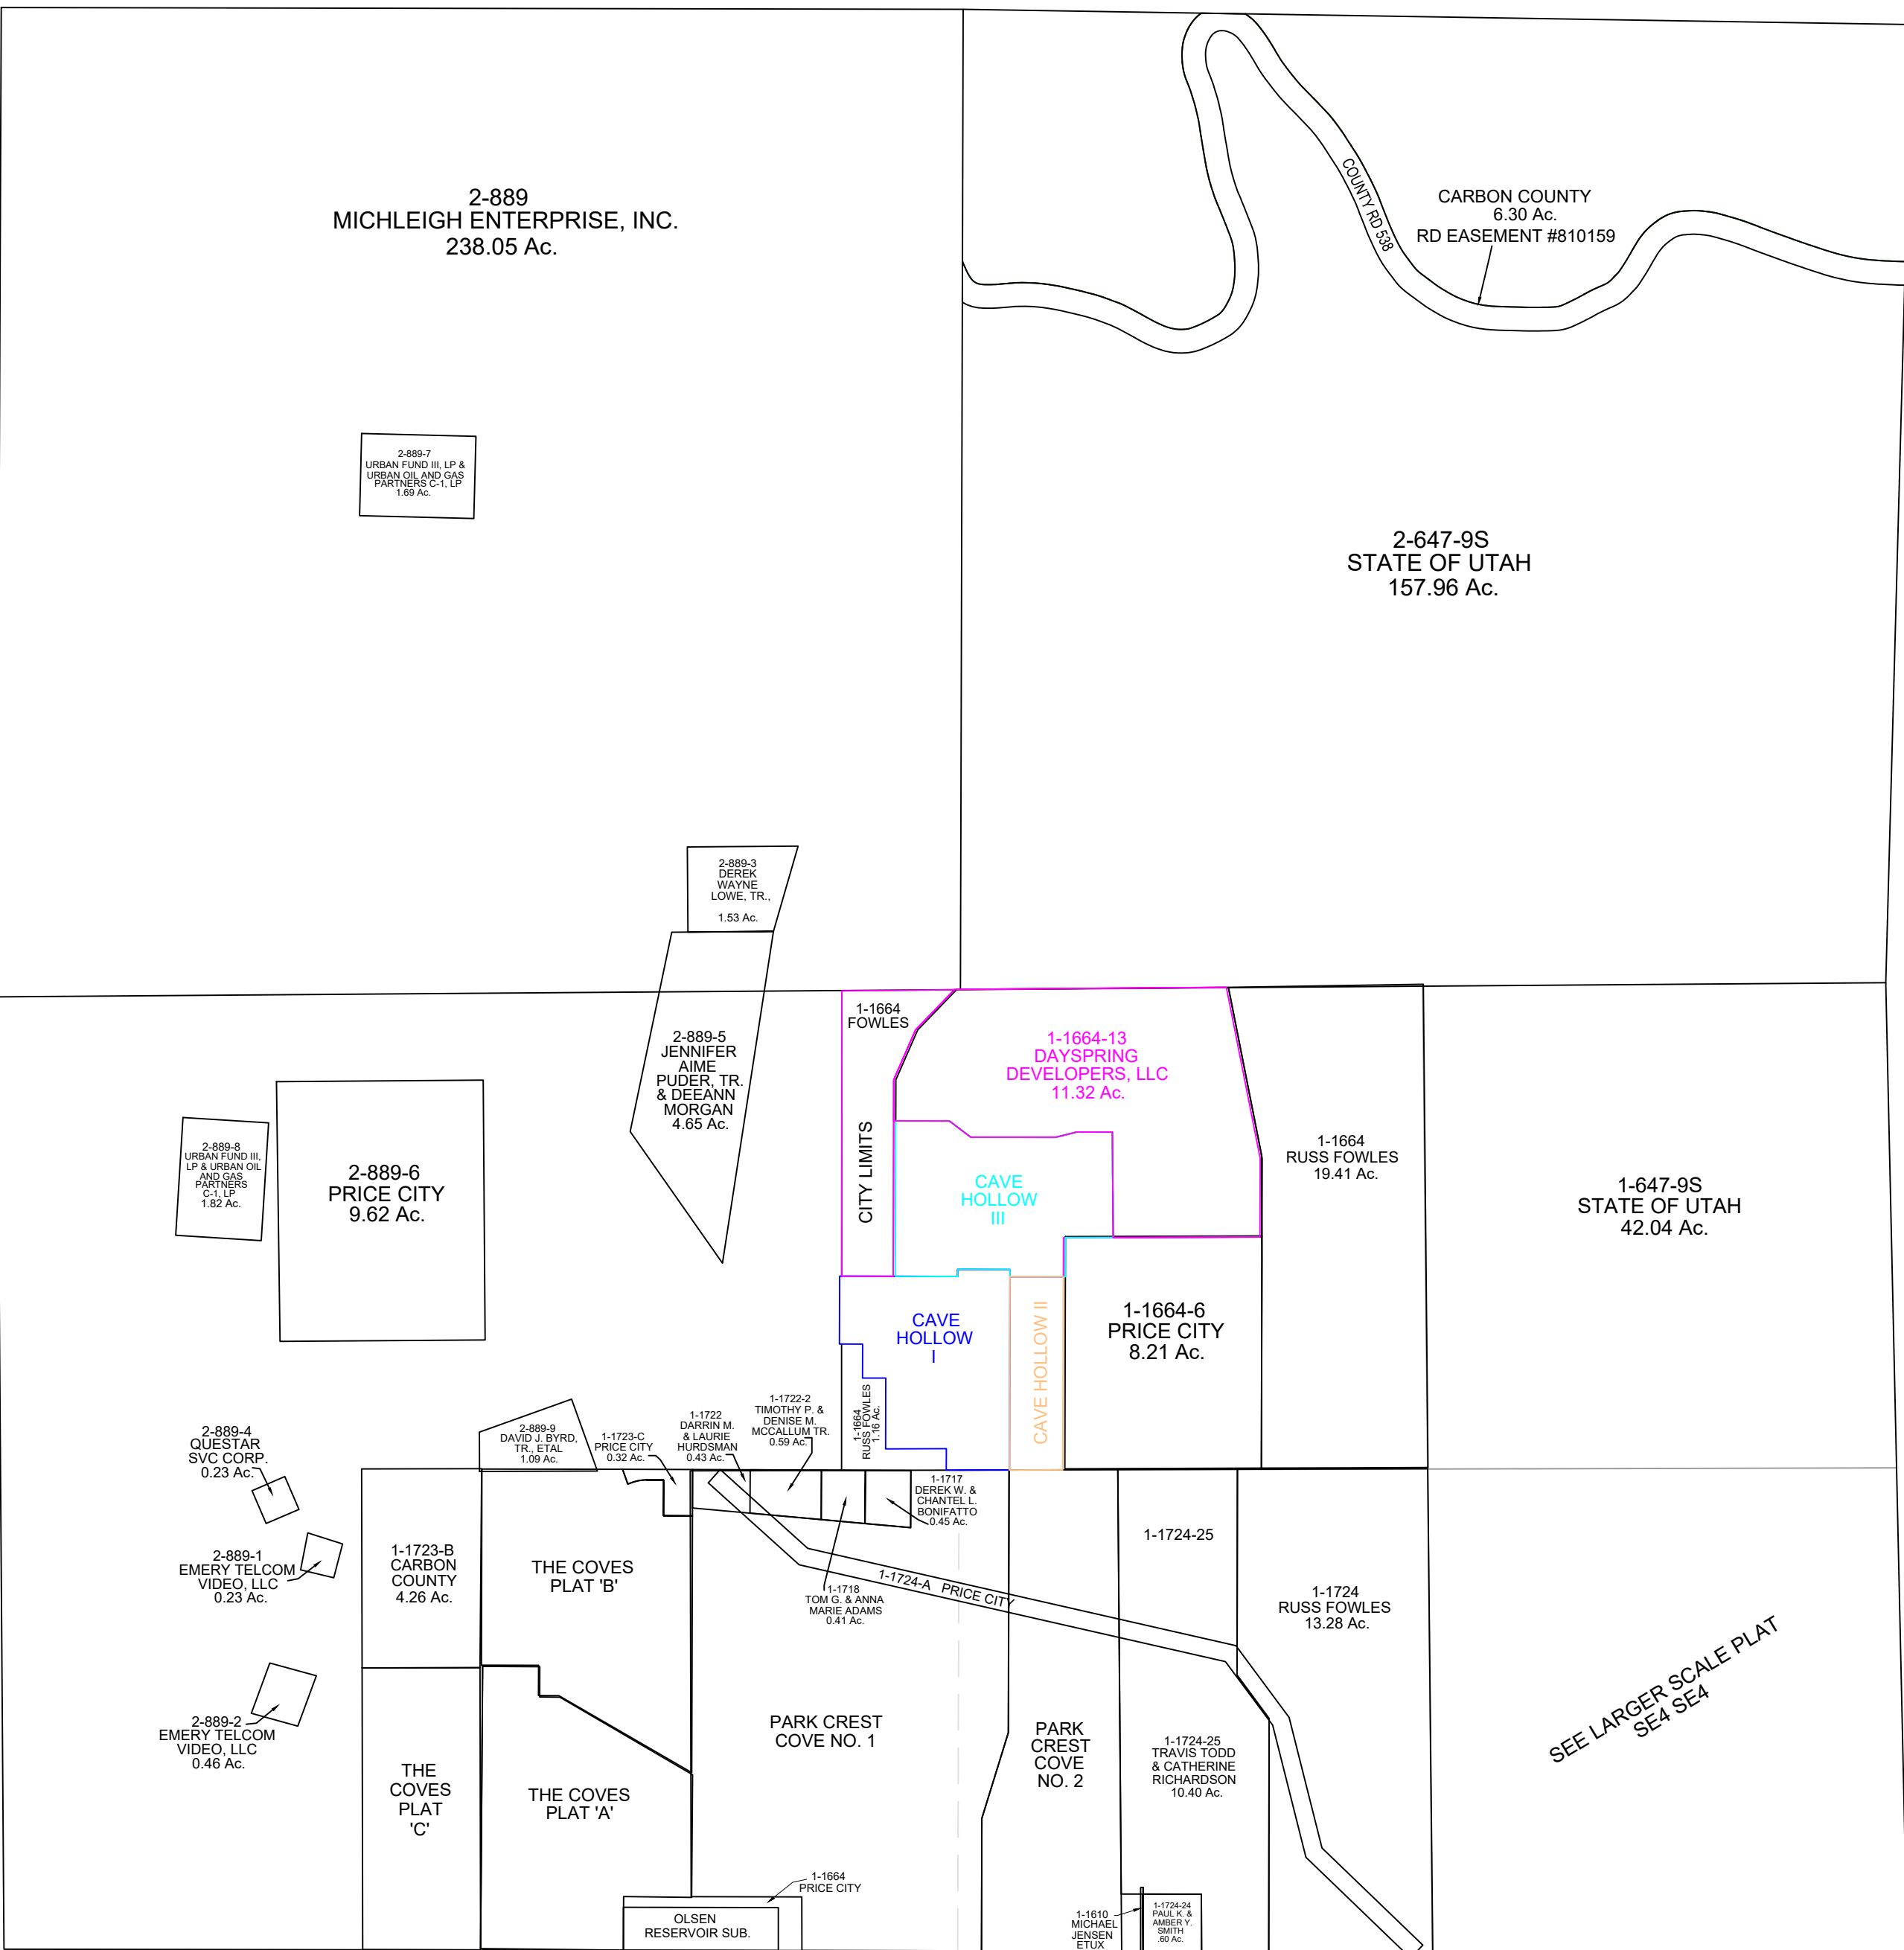 2-889
MICHLEIGH ENTERPRISE, INC.
238.05 Ac.
COUNTY RD 538
CARBON COUNTY
6.30 Ac.
RD EASEMENT #810159
2-889-7
URBAN FUND III, LP &
URBAN OIL AND GAS
PARTNERS C-1, LP
1.69 Ac.
2-647-9S
STATE OF UTAH
157.96 Ac.
2-889-3
DEREK
WAYNE
LOWE, TR.,
1.53 Ac.
2-889-5
JENNIFER
AIME
PUDER, TR.
& DEEANN
MORGAN
4.65 Ac.
1-1664
FOWLES
CITY LIMITS
1-1664-13
DAYSPRING
DEVELOPERS, LLC
11.32 Ac.
1-1664
RUSS FOWLES
19.41 Ac.
1-647-9S
STATE OF UTAH
42.04 Ac.
2-889-8
URBAN FUND III,
LP & URBAN OIL
AND GAS
PARTNERS
C-1, LP
1.82 Ac.
2-889-6
PRICE CITY
9.62 Ac.
CAVE
HOLLOW
III
CAVE
HOLLOW
I
CAVE HOLLOW II
1-1664-6
PRICE CITY
8.21 Ac.
1-1664
RUSS FOWLES
1.16 Ac.
2-889-4
QUESTAR
SVC CORP.
0.23 Ac.
2-889-9
DAVID J. BYRD,
TR., ETAL
1.09 Ac.
1-1723-C
PRICE CITY
0.32 Ac.
1-1722
DARRIN M.
& LAURIE
HURDSMAN
0.43 Ac.
1-1722-2
TIMOTHY P. &
DENISE M.
MCCALLUM TR.
0.59 Ac.
1-1717
DEREK W. &
CHANTEL L.
BONIFATTO
0.45 Ac.
2-889-1
EMERY TELCOM
VIDEO, LLC
0.23 Ac.
1-1723-B
CARBON
COUNTY
4.26 Ac.
THE COVES
PLAT 'B'
1-1718
TOM G. & ANNA
MARIE ADAMS
0.41 Ac.
1-1724-A PRICE CITY
1-1724-25
1-1724
RUSS FOWLES
13.28 Ac.
SEE LARGER SCALE PLAT
SE4 SE4
2-889-2
EMERY TELCOM
VIDEO, LLC
0.46 Ac.
THE
COVES
PLAT
'C'
THE COVES
PLAT 'A'
PARK CREST
COVE NO. 1
PARK
CREST
COVE
NO. 2
1-1724-25
TRAVIS TODD
& CATHERINE
RICHARDSON
10.40 Ac.
1-1664
PRICE CITY
OLSEN
RESERVOIR SUB.
1-1610
MICHAEL
JENSEN
ETUX
1-1724-24
PAUL K. &
AMBER Y.
SMITH
.60 Ac.